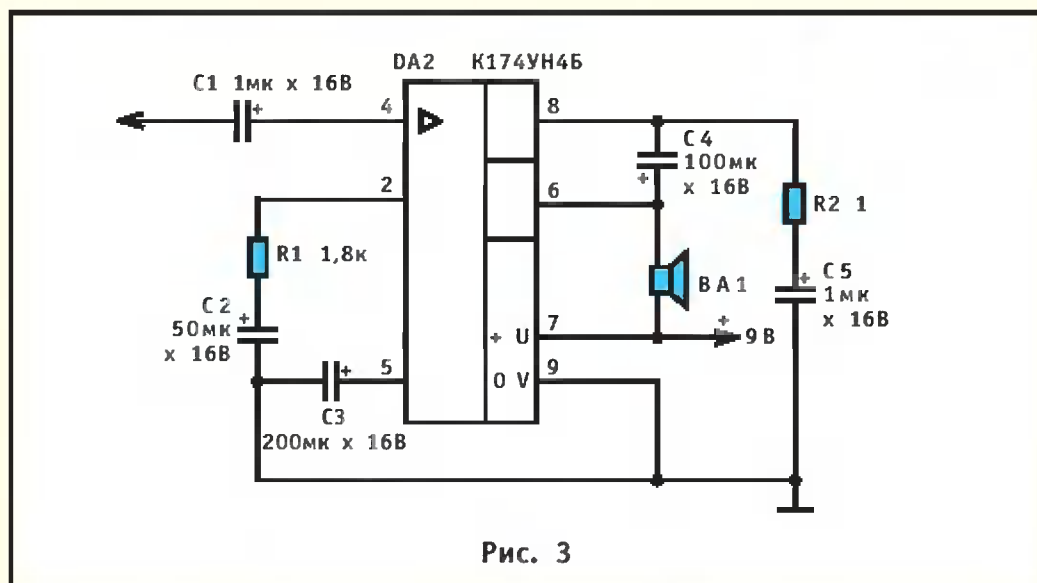 DA2 К174УН4Б
C1 1мк x 16В
+
4
8
C4
100мк
x 16В
+
2
6
R2 1
R1 1,8к
BA1
C5
1мк
x 16В
+
C2
50мк
x 16В
+
+ U
7
+
9В
5
+
0 V
9
C3
200мк x 16В
Рис. 3